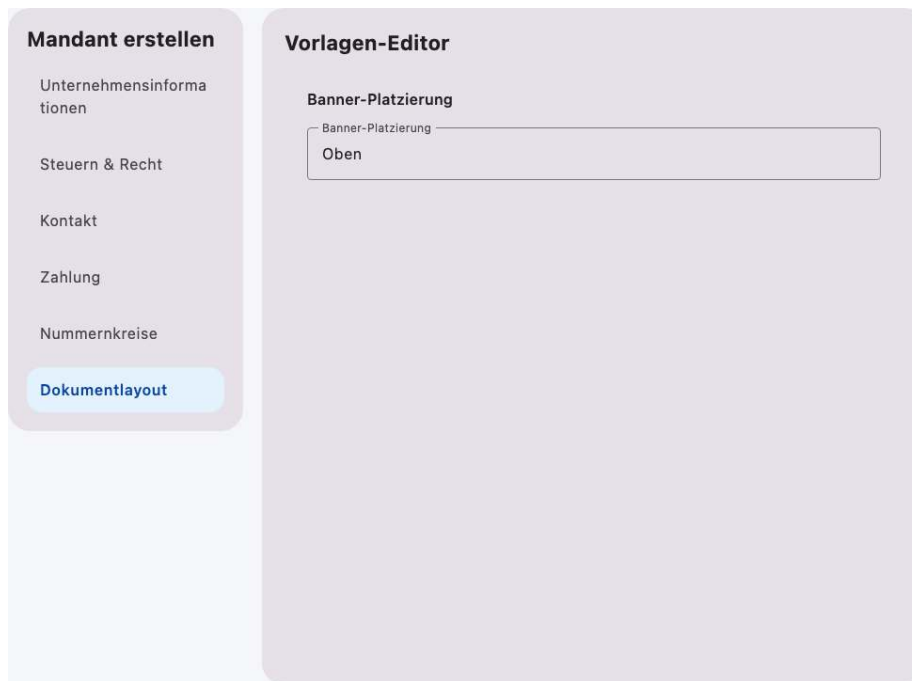 Mandant erstellen
Unternehmensinforma
tionen
Steuern & Recht
Kontakt
Zahlung
Nummernkreise
Dokumentlayout
Vorlagen-Editor
Banner-Platzierung
Banner-Platzierung
Oben